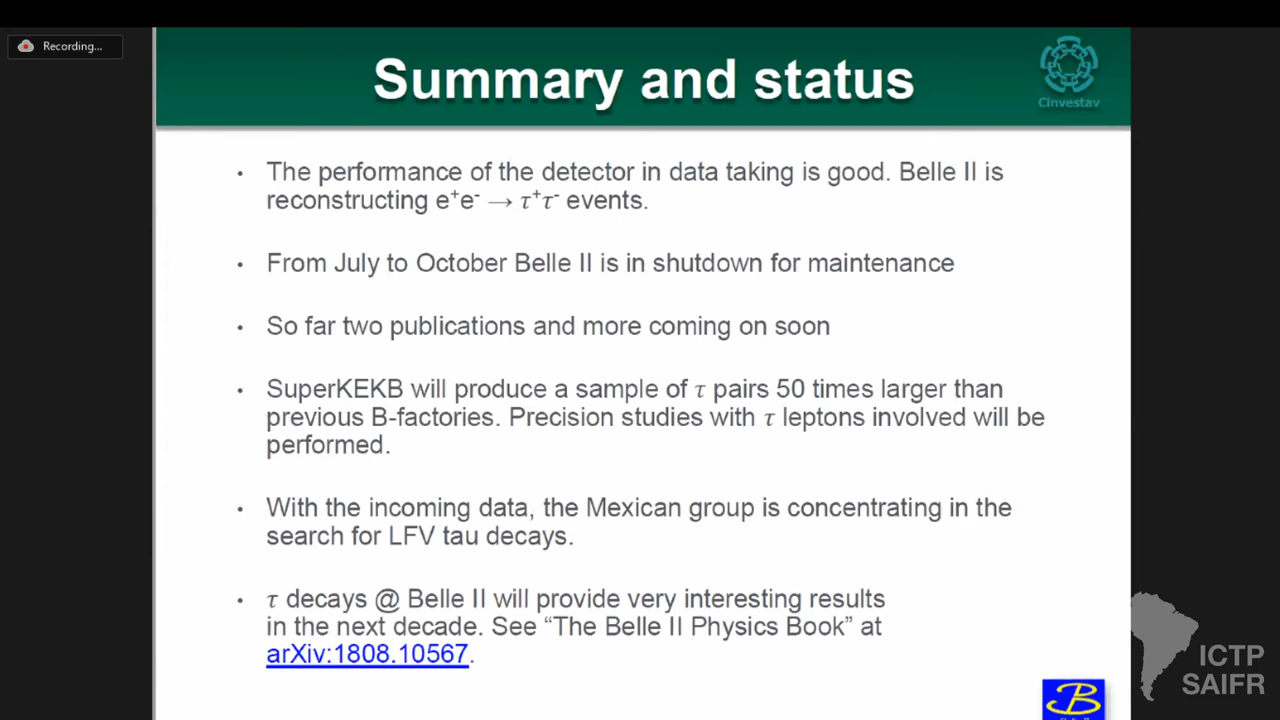 Recording...
Summary and status
Cinvestav
• The performance of the detector in data taking is good. Belle II is
reconstructing e⁺e⁻ → τ⁺τ⁻ events.
• From July to October Belle II is in shutdown for maintenance
• So far two publications and more coming on soon
• SuperKEKB will produce a sample of τ pairs 50 times larger than
previous B-factories. Precision studies with τ leptons involved will be
performed.
• With the incoming data, the Mexican group is concentrating in the
search for LFV tau decays.
• τ decays @ Belle II will provide very interesting results
in the next decade. See “The Belle II Physics Book” at
arXiv:1808.10567.
ICTP
SAIFR
B